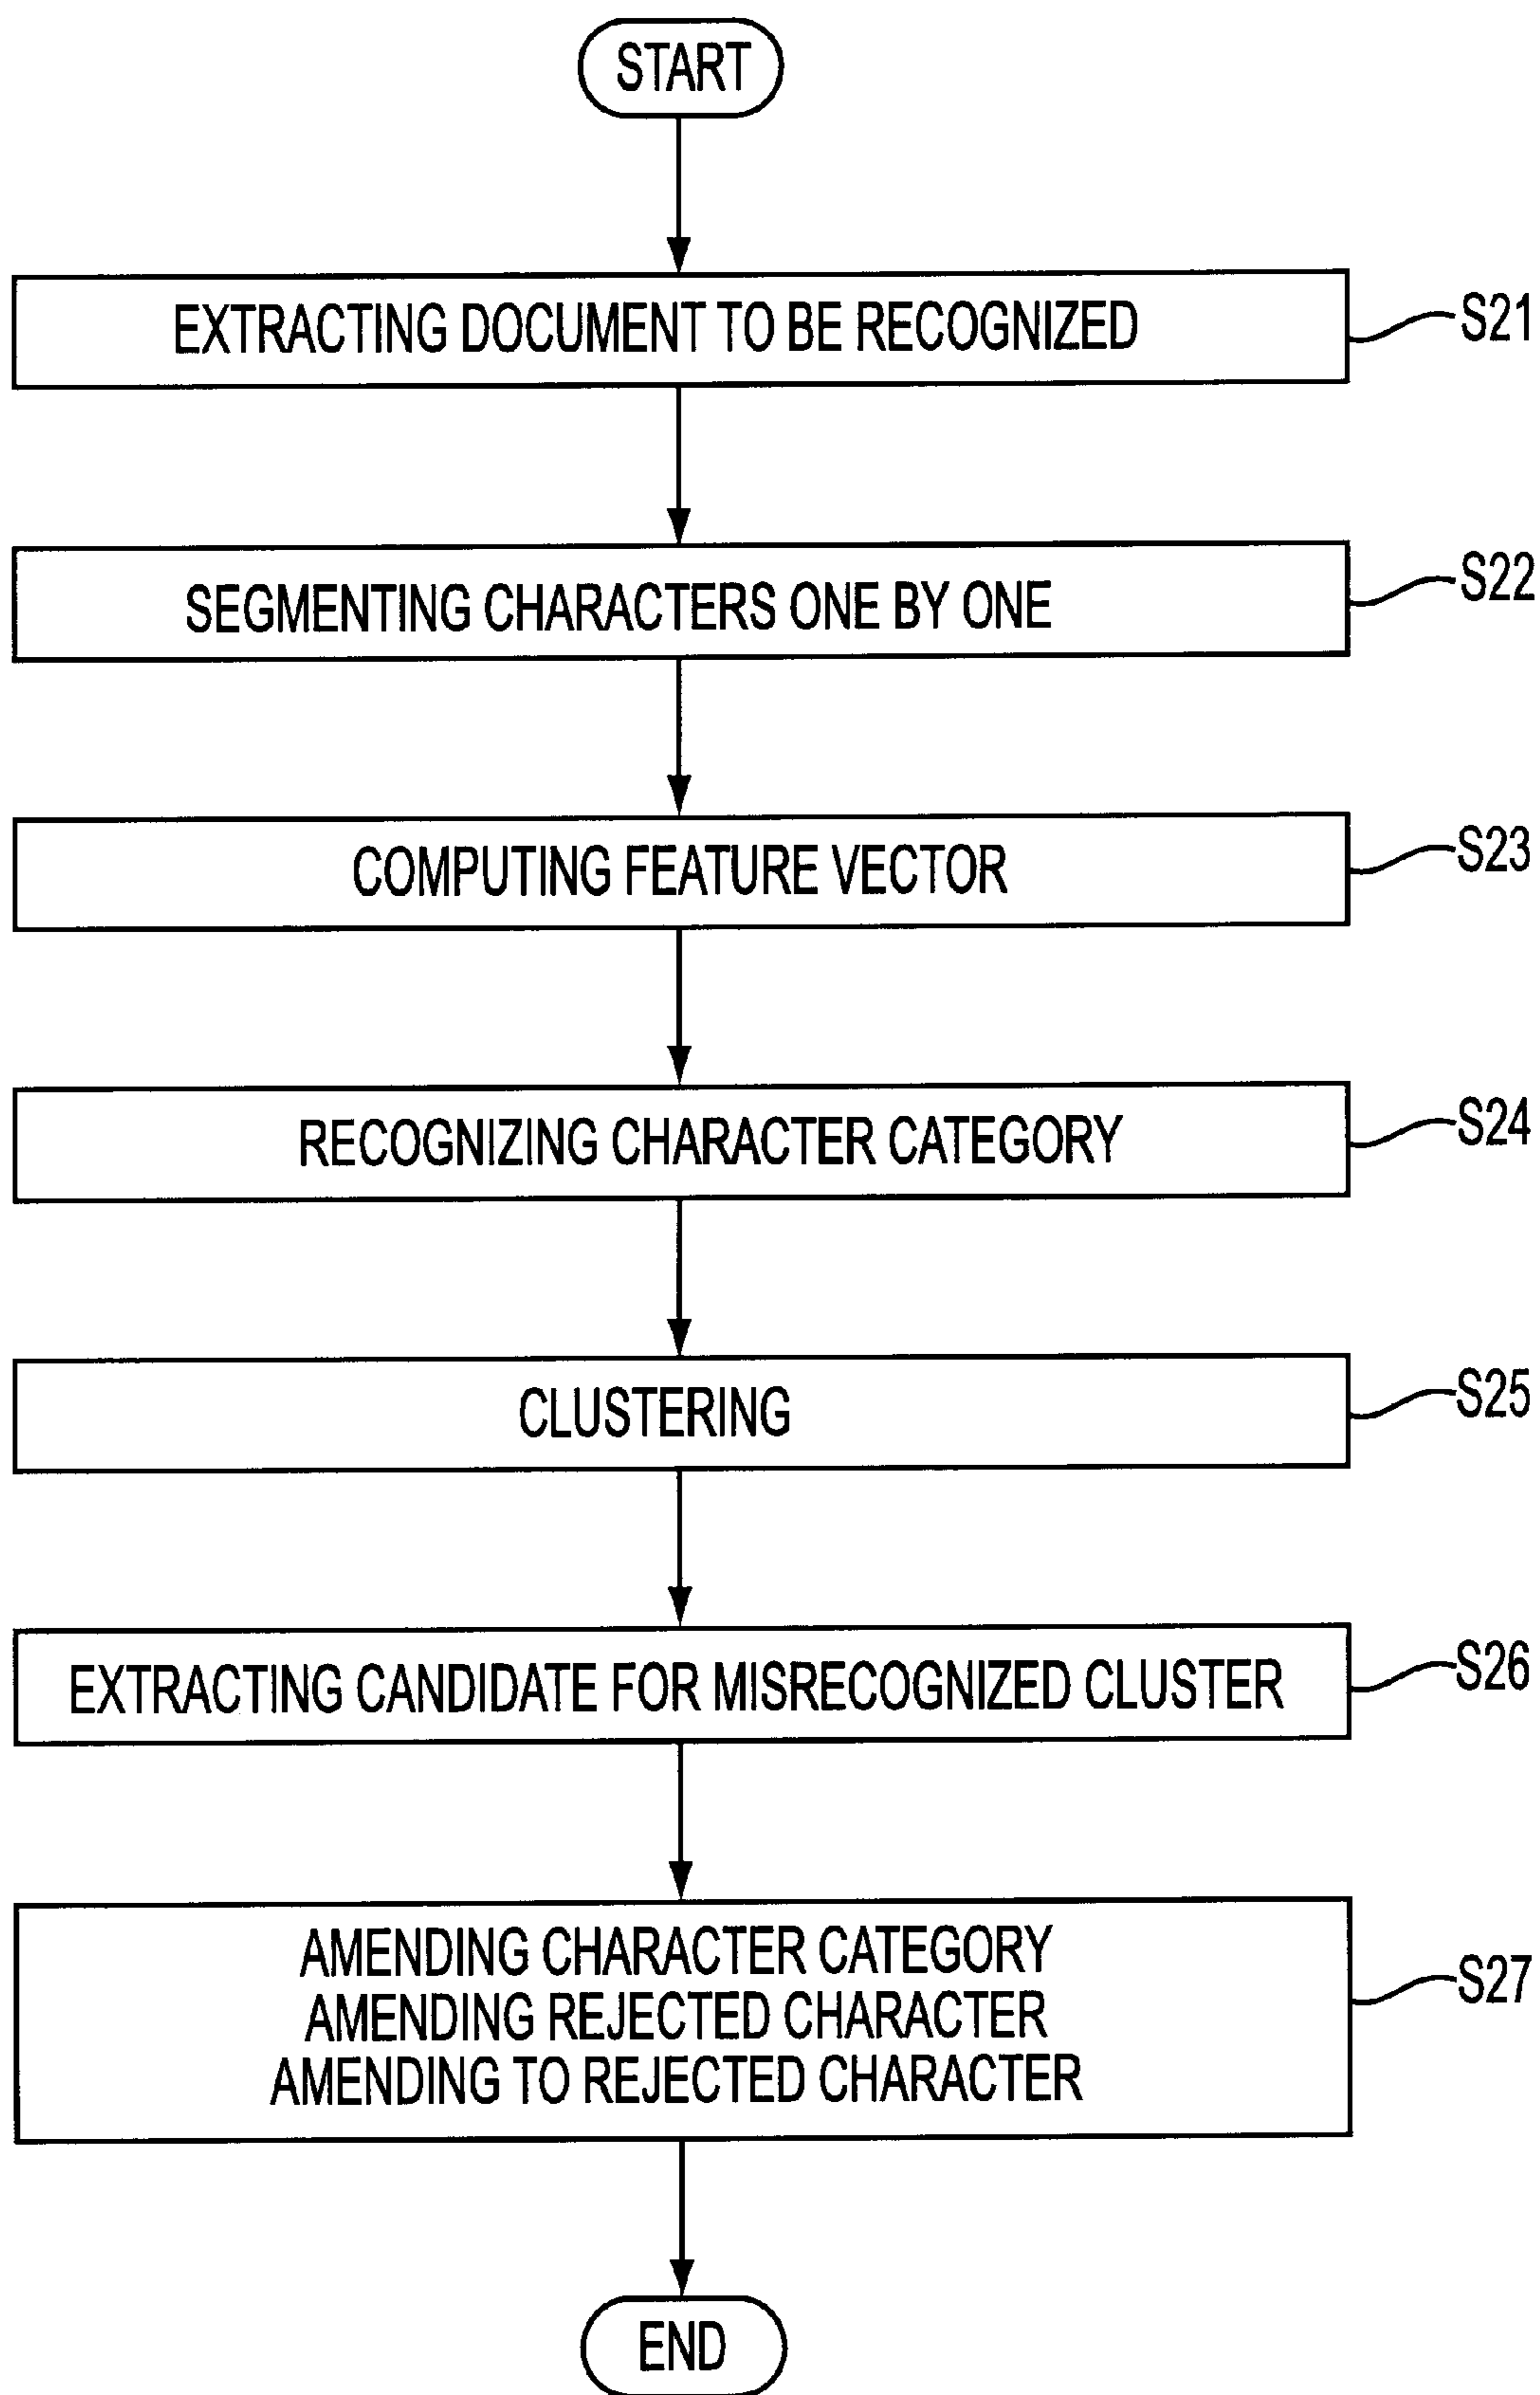 START
EXTRACTING DOCUMENT TO BE RECOGNIZED
S21
SEGMENTING CHARACTERS ONE BY ONE
S22
COMPUTING FEATURE VECTOR
S23
RECOGNIZING CHARACTER CATEGORY
S24
CLUSTERING
S25
EXTRACTING CANDIDATE FOR MISRECOGNIZED CLUSTER
S26
AMENDING CHARACTER CATEGORY
AMENDING REJECTED CHARACTER
AMENDING TO REJECTED CHARACTER
S27
END